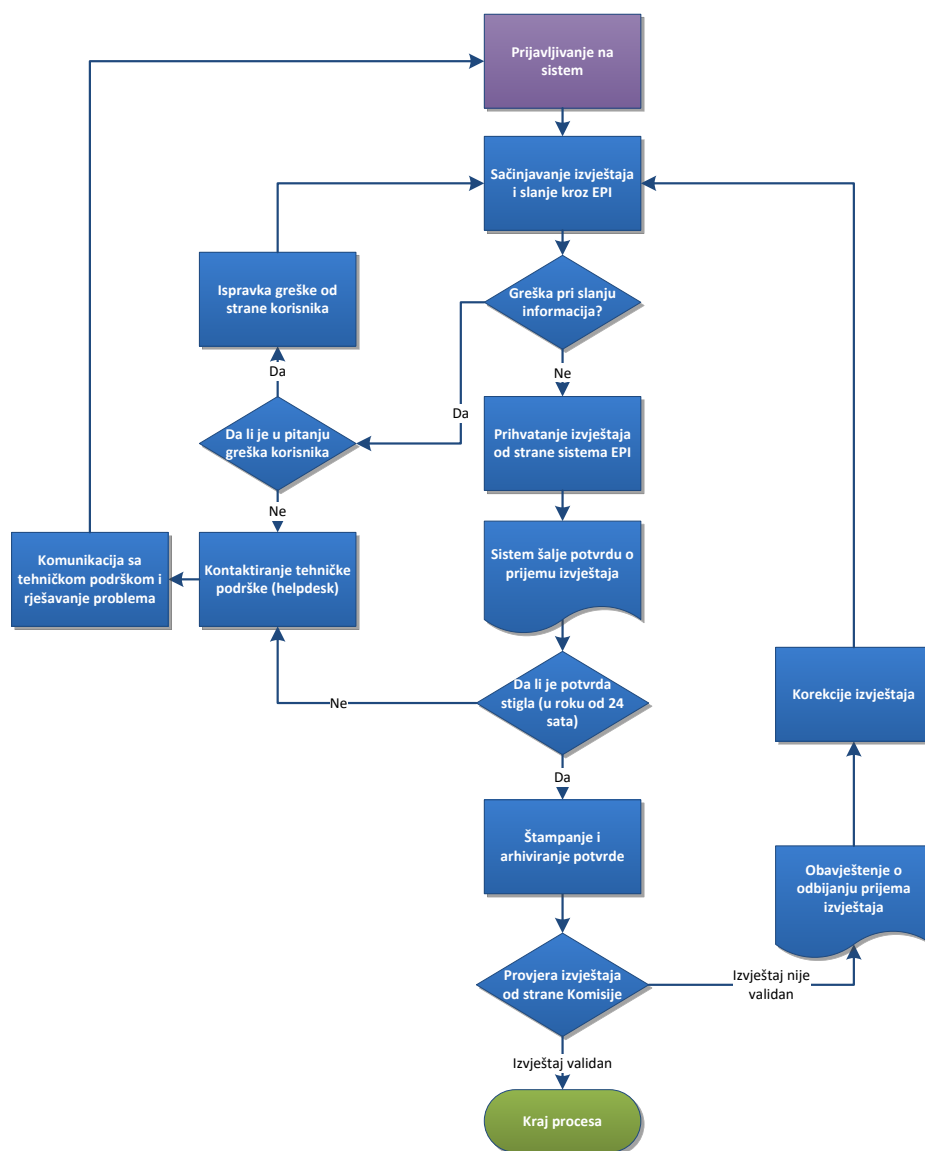 Prijavljivanje na
sistem
Sačinjavanje izvještaja
i slanje kroz EPI
Ispravka greške od
strane korisnika
Greška pri slanju
informacija?
Da
Ne
Da
Da li je u pitanju
greška korisnika
Prihvatanje izvještaja
od strane sistema EPI
Ne
Komunikacija sa
tehničkom podrškom i
rješavanje problema
Kontaktiranje tehničke
podrške (helpdesk)
Sistem šalje potvrdu o
prijemu izvještaja
Da li je potvrda
stigla (u roku od 24
sata)
Ne
Korekcije izvještaja
Da
Štampanje i
arhiviranje potvrde
Obavještenje o
odbijanju prijema
izvještaja
Provjera izvještaja
od strane Komisije
Izvještaj nije
validan
Izvještaj validan
Kraj procesa